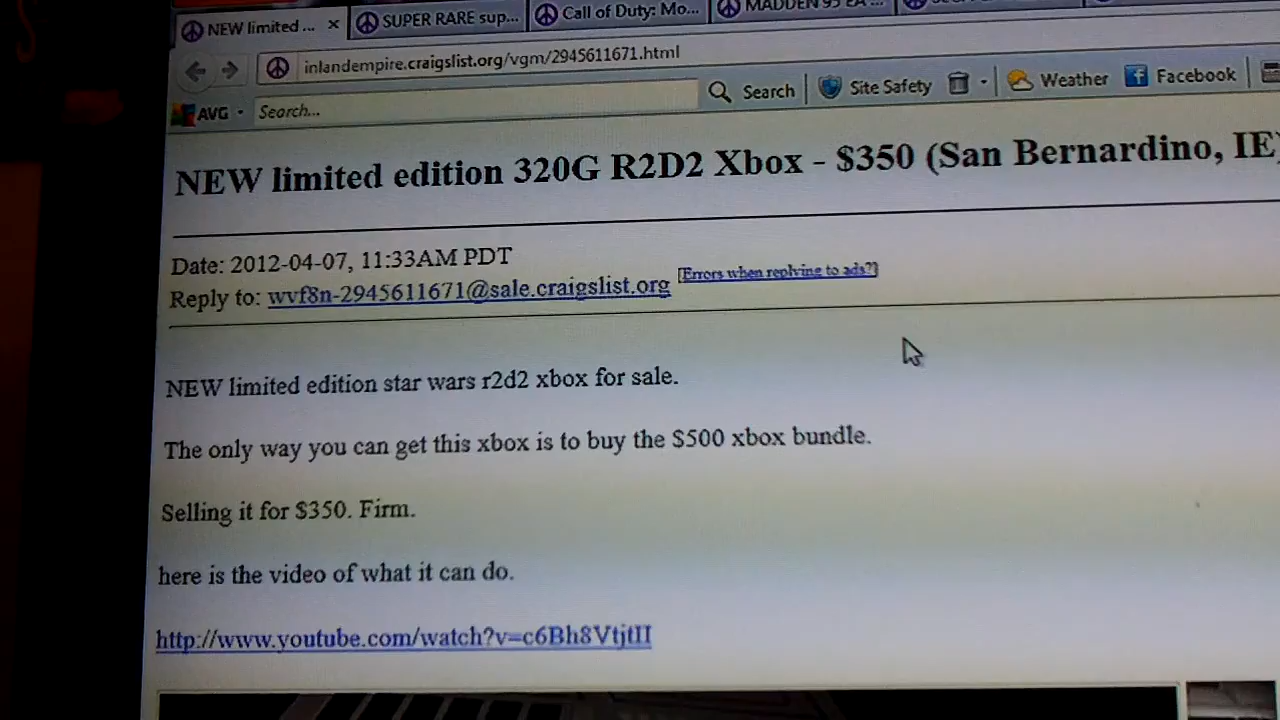 NEW limited ... × SUPER RARE sup... Call of Duty: Mo... MADDEN 95 EA ...
inlandempire.craigslist.org/vgm/2945611671.html
AVG Search... Search Site Safety Weather Facebook
NEW limited edition 320G R2D2 Xbox - $350 (San Bernardino, IE)
Date: 2012-04-07, 11:33AM PDT
Reply to: wvf8n-2945611671@sale.craigslist.org [Errors when replying to ads?]
NEW limited edition star wars r2d2 xbox for sale.
The only way you can get this xbox is to buy the $500 xbox bundle.
Selling it for $350. Firm.
here is the video of what it can do.
http://www.youtube.com/watch?v=c6Bh8VtjtII